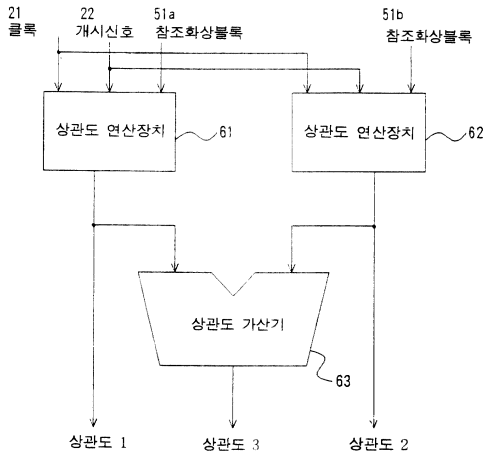 21
클록
22
개시신호
51a
참조화상블록
51b
참조화상블록
상관도 연산장치
61
상관도 연산장치
62
상관도 가산기
63
상관도 1
상관도 3
상관도 2